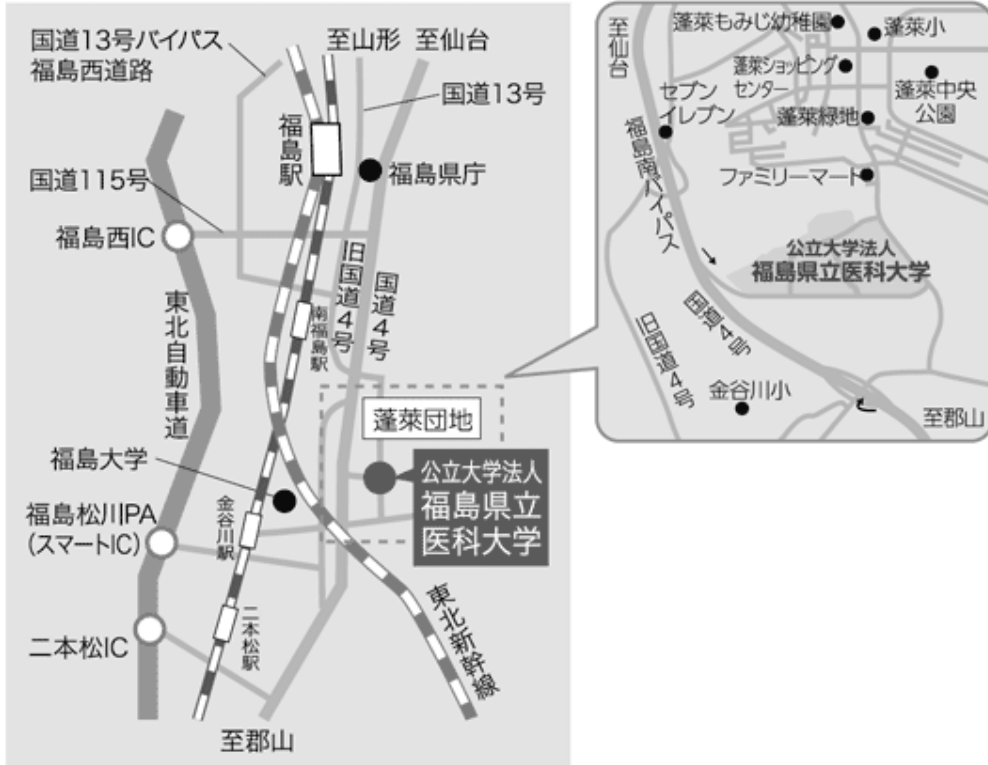 国道13号バイパス
福島西道路
至山形
至仙台
国道13号
福島駅
福島県庁
国道115号
福島西IC
旧国道4号
国道4号
南福島駅
東北自動車道
蓬萊団地
福島大学
公立大学法人
福島県立
医科大学
金谷川駅
福島松川PA
(スマートIC)
二本松IC
二本松駅
東北新幹線
至郡山
至仙台
蓬萊もみじ幼稚園
蓬萊小
蓬萊ショッピング
センター
セブン
イレブン
蓬萊中央
公園
蓬萊緑地
福島南バイパス
ファミリーマート
公立大学法人
福島県立医科大学
国道4号
旧国道4号
金谷川小
至郡山